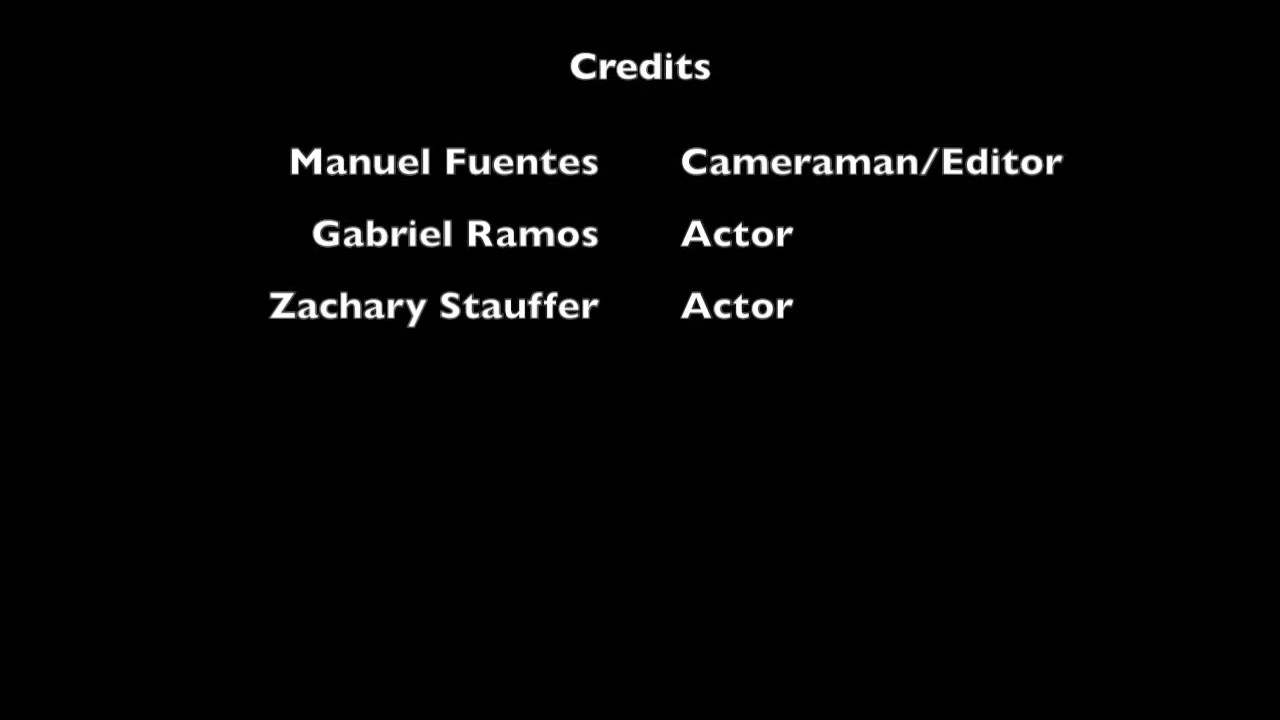 Credits
Manuel Fuentes Cameraman/Editor
Gabriel Ramos Actor
Zachary Stauffer Actor